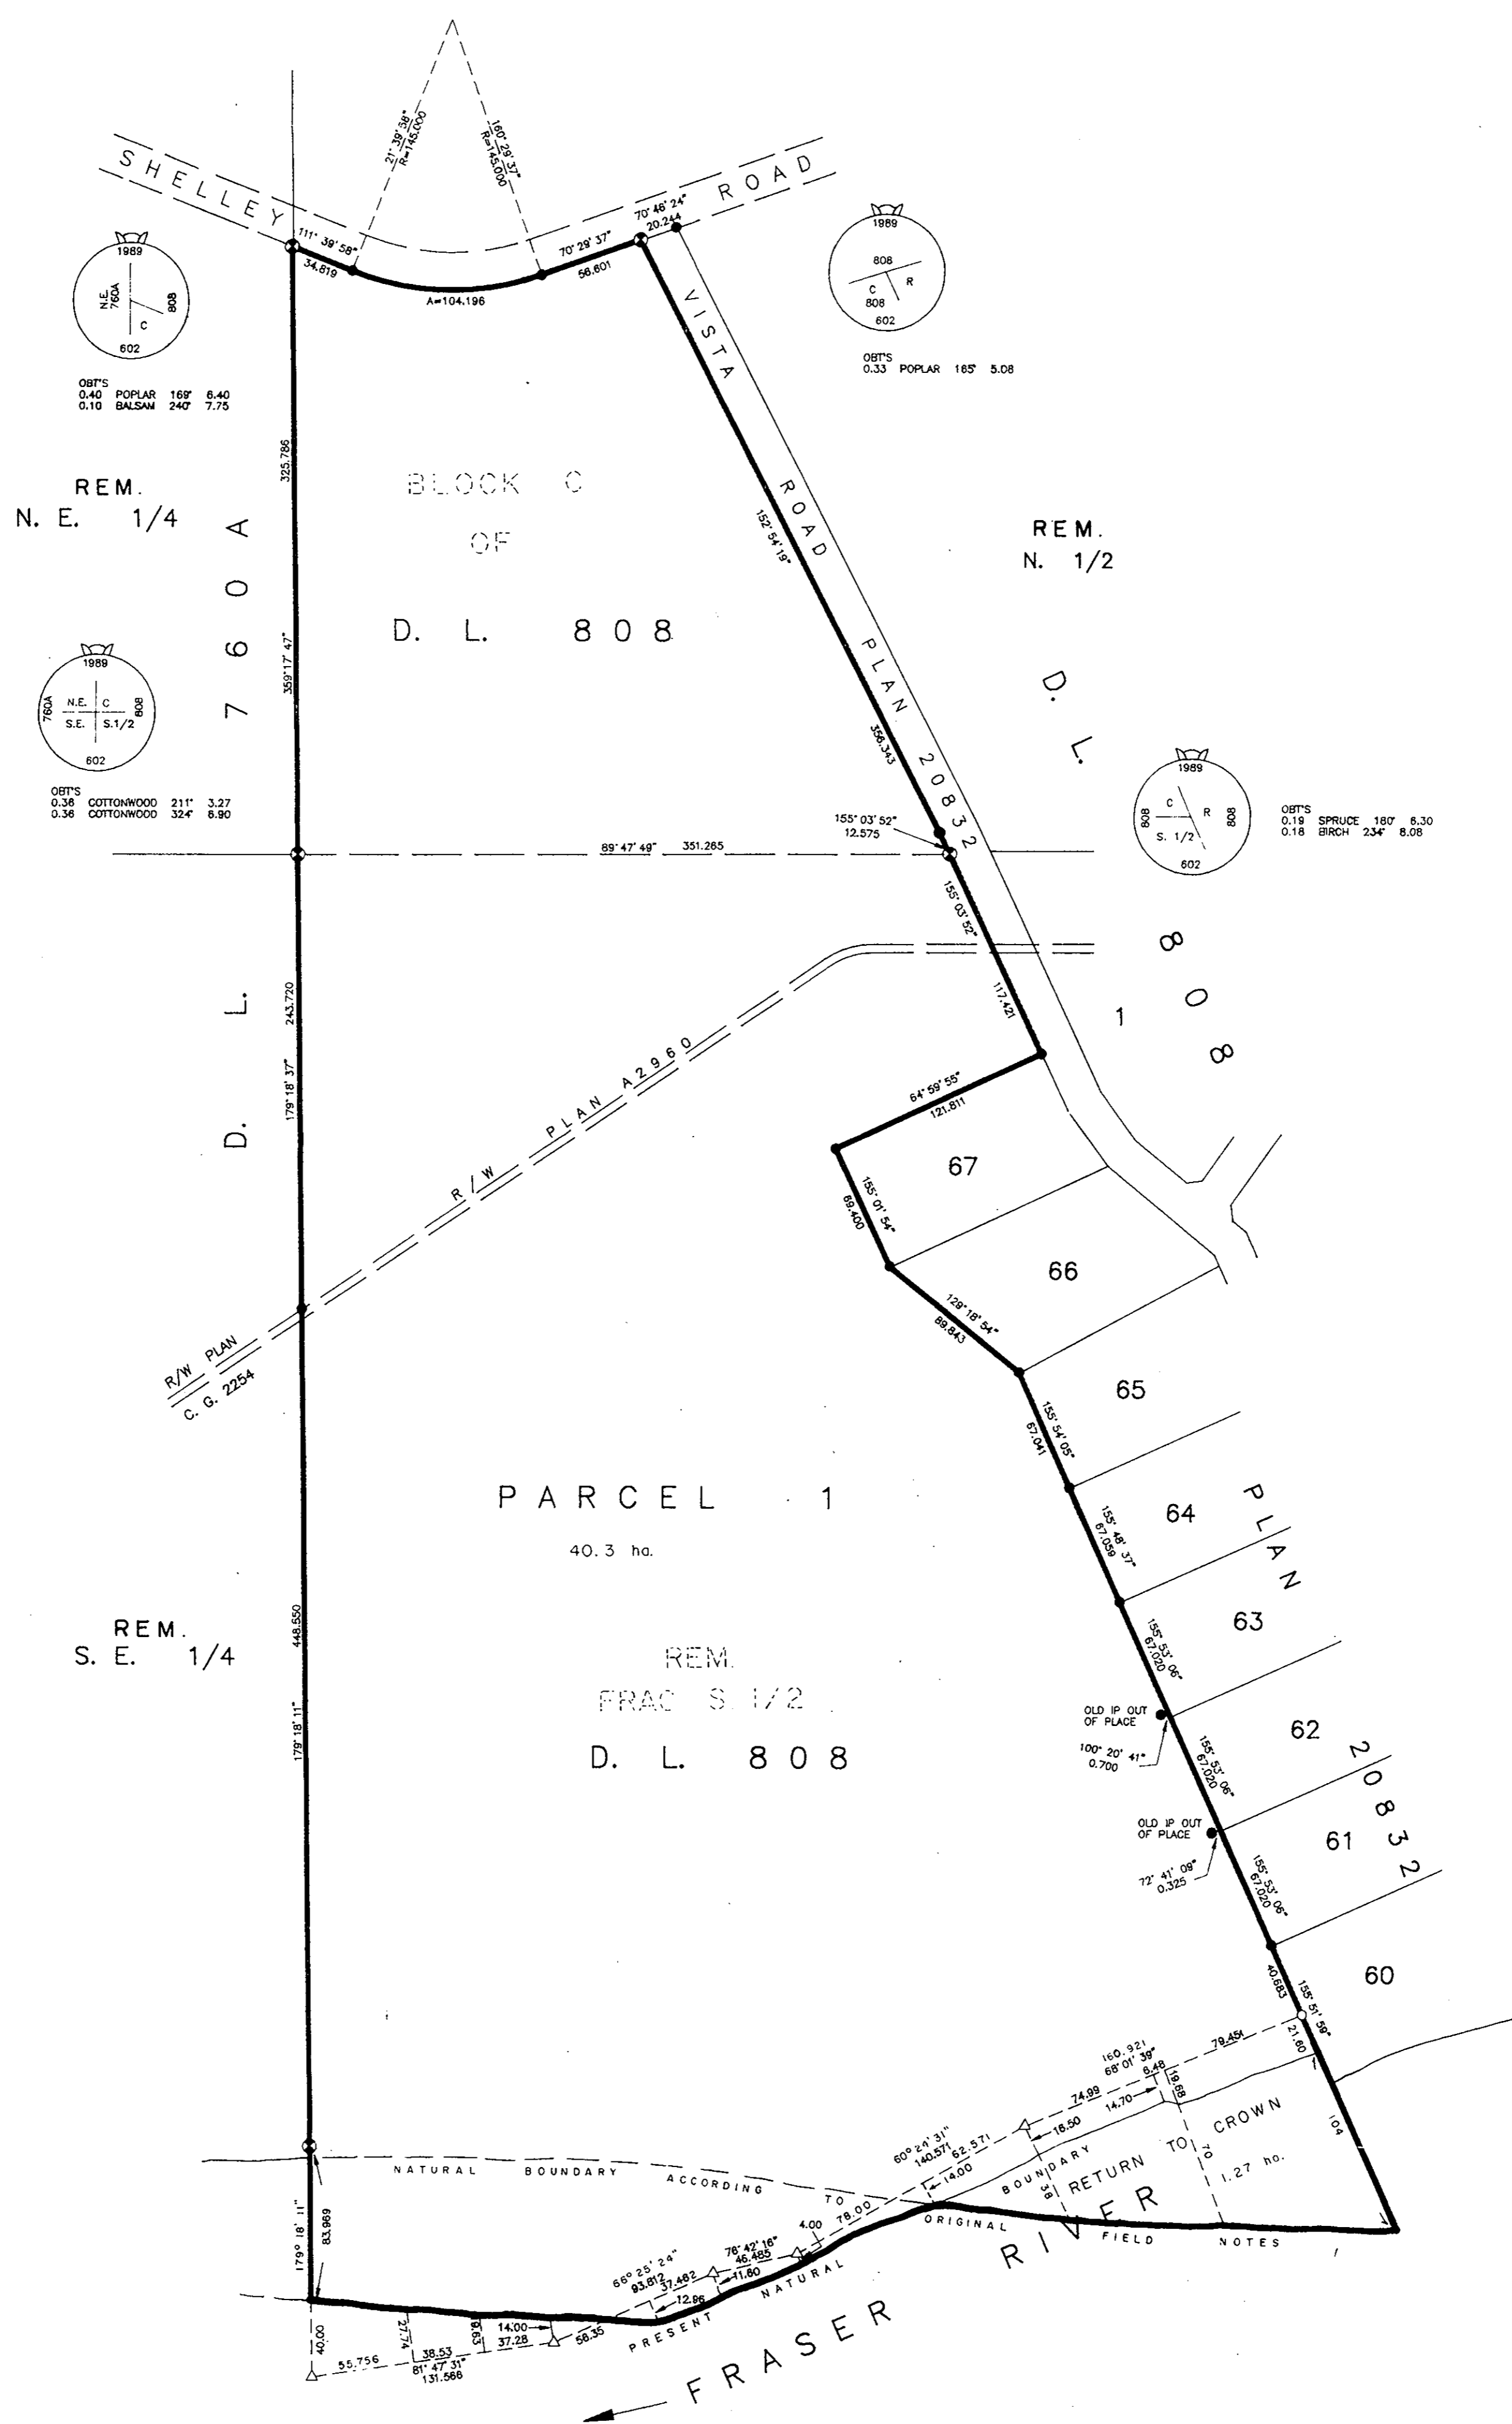 21° 39' 58"
R=145.000
160° 29' 37"
R=145.000
SHELLEY
ROAD
111° 39' 58"
34.819
A=104.196
70° 29' 37"
56.601
70° 46' 24"
20.244
1989
N.E.
760A
808
C
602
OBT'S
0.40 POPLAR 169° 6.40
0.10 BALSAM 240° 7.75
1989
808
C
R
808
602
OBT'S
0.33 POPLAR 165° 5.08
VISTA ROAD PLAN 20832
152° 54' 19"
356.343
325.786
359° 17' 47"
REM.
N. E. 1/4
BLOCK C
OF
D. L. 808
REM.
N. 1/2
D. L. 760A
1989
760A
N.E. C
S.E. S.1/2
808
602
OBT'S
0.36 COTTONWOOD 211° 3.27
0.36 COTTONWOOD 324° 6.90
D. L. 808
1989
808
C
R
S. 1/2
808
602
OBT'S
0.19 SPRUCE 180° 6.30
0.18 BIRCH 234° 8.08
155° 03' 52"
12.575
89° 47' 49" 351.265
155° 03' 52"
117.421
1
243.720
179° 18' 37"
R/W PLAN A2960
R/W PLAN
C. G. 2254
64° 59' 55"
121.811
67
155° 01' 54"
69.400
66
129° 18' 54"
89.843
65
155° 54' 05"
67.041
64
155° 48' 37"
67.059
63
155° 53' 06"
67.020
PLAN 20832
PARCEL 1
40.3 ha.
REM.
S. E. 1/4
448.550
179° 18' 11"
REM.
FRAC S. 1/2
D. L. 808
OLD IP OUT
OF PLACE
100° 20' 41"
0.700
62
155° 53' 06"
67.020
OLD IP OUT
OF PLACE
72° 41' 09"
0.325
61
155° 53' 06"
67.020
60
40.683
155° 51' 59"
21.60
79.451
160.921
68° 01' 39"
6.48
19.68
74.99
14.70
16.50
104
RETURN TO CROWN
1.27 ha.
70
38
60° 24' 31"
140.571
62.571
14.00
78.00
4.00
NATURAL BOUNDARY ACCORDING TO ORIGINAL FIELD NOTES
179° 18' 11"
83.969
76° 42' 16"
46.485
11.60
66° 25' 24"
93.812
37.462
12.96
56.35
PRESENT NATURAL BOUNDARY
40.00
27.74
9.63
14.00
37.28
55.756
38.53
81° 47' 31"
131.566
FRASER RIVER